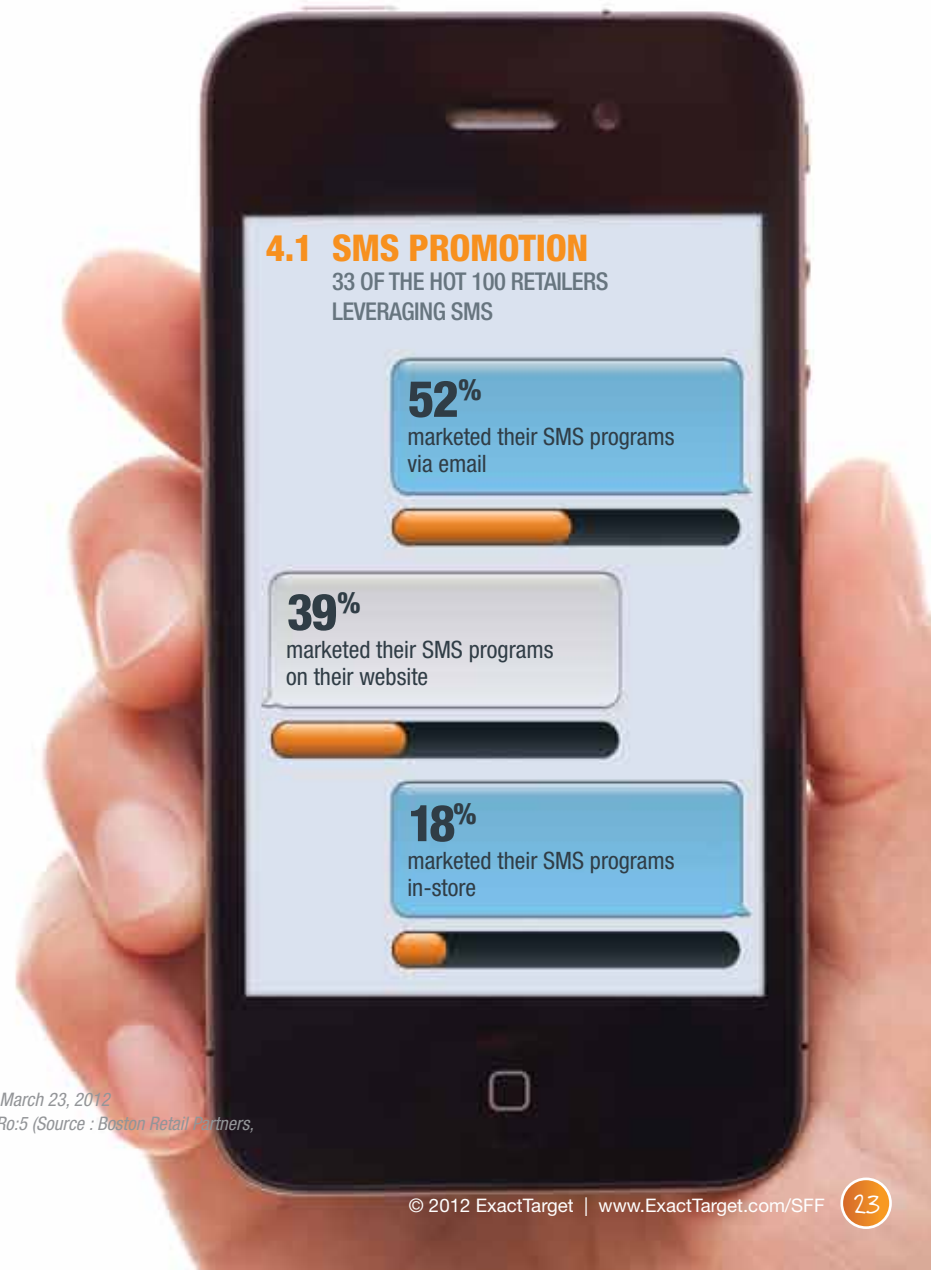 4.1 SMS PROMOTION
33 OF THE HOT 100 RETAILERS
LEVERAGING SMS
52%
marketed their SMS programs
via email
39%
marketed their SMS programs
on their website
18%
marketed their SMS programs
in-store
March 23, 2012
Ro:5 (Source : Boston Retail Partners,
© 2012 ExactTarget | www.ExactTarget.com/SFF 23